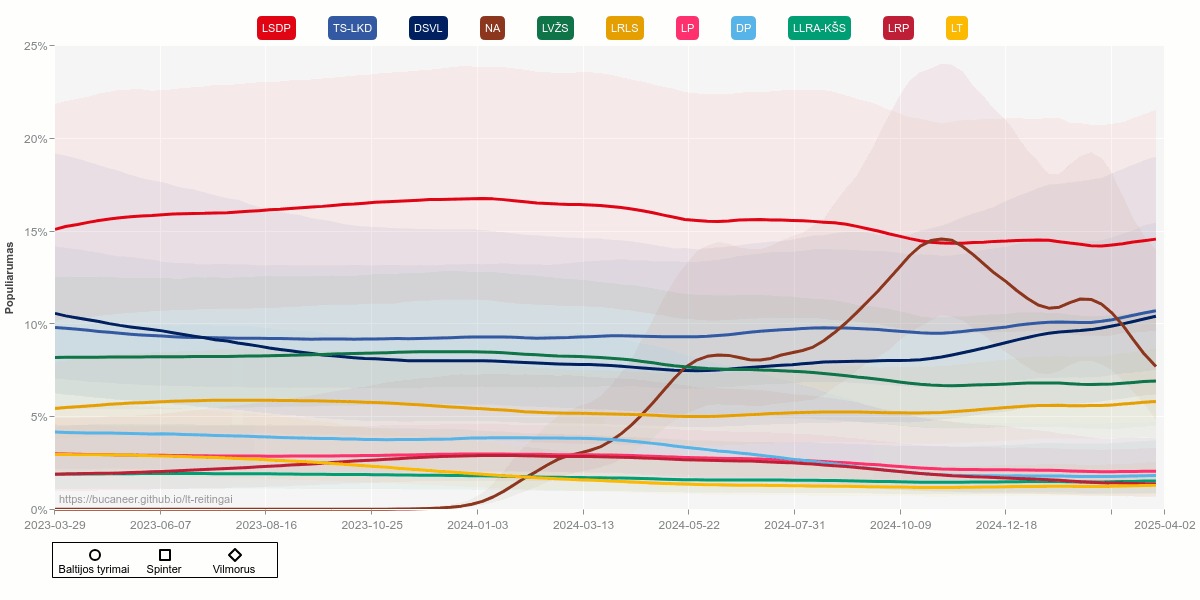 LSDP TS-LKD DSVL NA LVŽS LRLS LP DP LLRA-KŠS LRP LT
25%
20%
15%
10%
5%
0%
Populiarumas
https://bucaneer.github.io/lt-reitingai
2023-03-29 2023-06-07 2023-08-16 2023-10-25 2024-01-03 2024-03-13 2024-05-22 2024-07-31 2024-10-09 2024-12-18 2025-04-02
Baltijos tyrimai Spinter Vilmorus